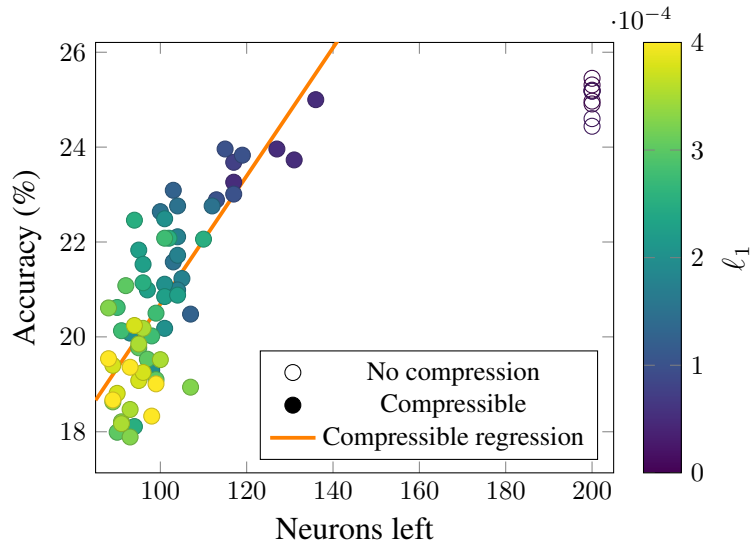 ·10⁻⁴
26
24
22
20
18
Accuracy (%)
100
120
140
160
180
200
Neurons left
No compression
Compressible
Compressible regression
4
3
2
1
0
ℓ₁